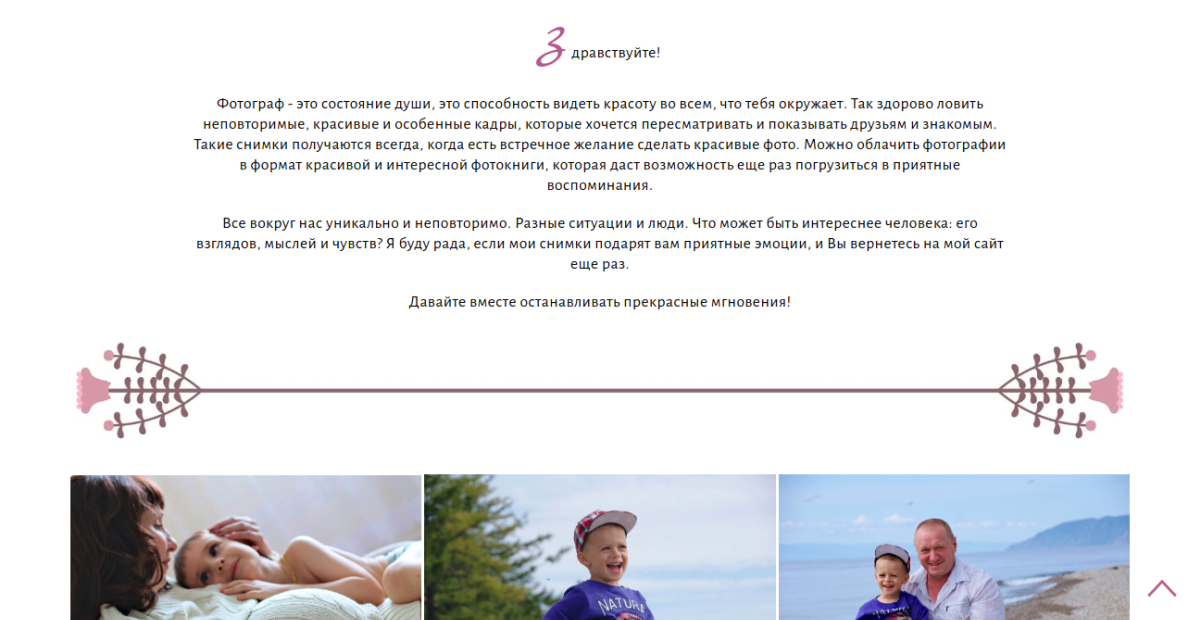 Здравствуйте!
Фотограф - это состояние души, это способность видеть красоту во всем, что тебя окружает. Так здорово ловить
неповторимые, красивые и особенные кадры, которые хочется пересматривать и показывать друзьям и знакомым.
Такие снимки получаются всегда, когда есть встречное желание сделать красивые фото. Можно облачить фотографии
в формат красивой и интересной фотокниги, которая даст возможность еще раз погрузиться в приятные
воспоминания.
Все вокруг нас уникально и неповторимо. Разные ситуации и люди. Что может быть интереснее человека: его
взглядов, мыслей и чувств? Я буду рада, если мои снимки подарят вам приятные эмоции, и Вы вернетесь на мой сайт
еще раз.
Давайте вместе останавливать прекрасные мгновения!
NATURA